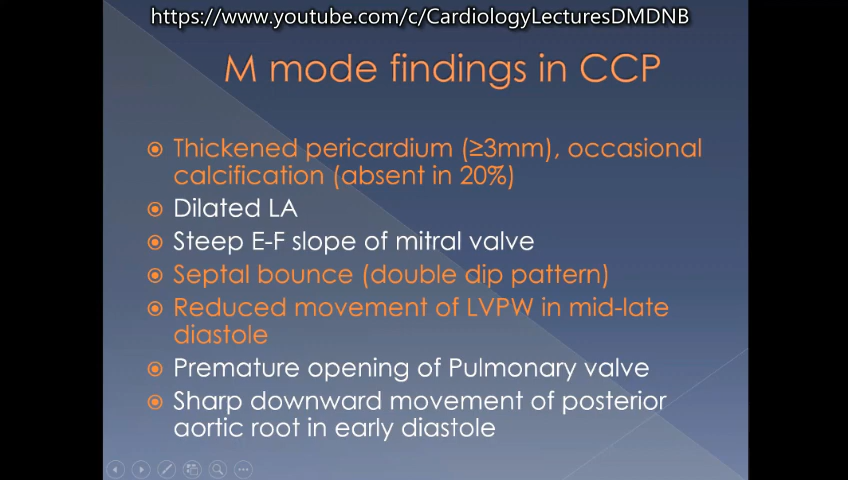 https://www.youtube.com/c/CardiologyLecturesDMDNB
M mode findings in CCP
Thickened pericardium (≥3mm), occasional
calcification (absent in 20%)
Dilated LA
Steep E-F slope of mitral valve
Septal bounce (double dip pattern)
Reduced movement of LVPW in mid-late
diastole
Premature opening of Pulmonary valve
Sharp downward movement of posterior
aortic root in early diastole